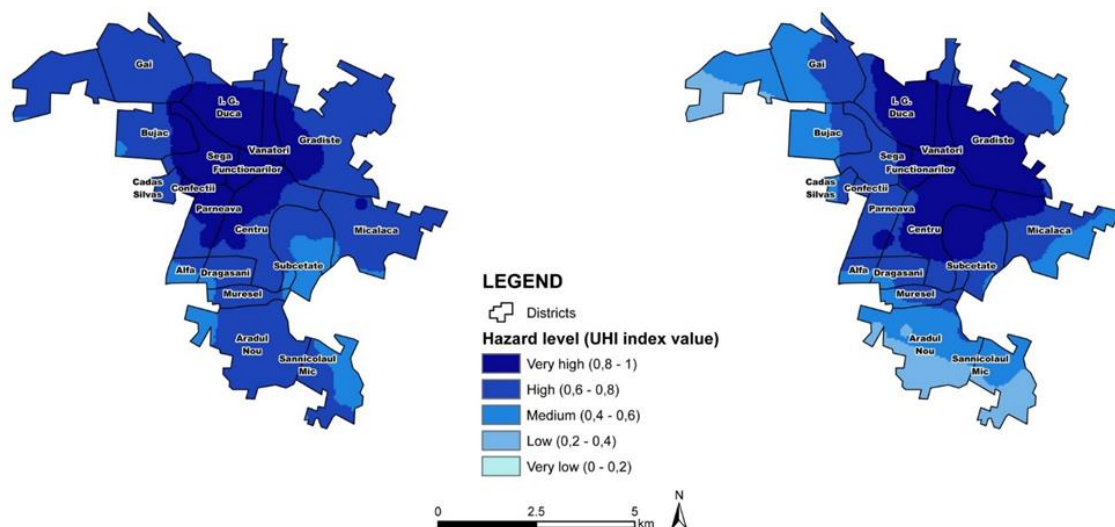 Gai
I. G.
Duca
Bujac
Gradiste
Vanatori
Sega
Functionarilor
Cadas
Silvas
Confectii
Parneava
Centru
Micalaca
Subcetate
Alfa
Dragasani
Muresel
Aradul
Nou
Sannicolaul
Mic
LEGEND
Districts
Hazard level (UHI index value)
Very high (0,8 - 1)
High (0,6 - 0,8)
Medium (0,4 - 0,6)
Low (0,2 - 0,4)
Very low (0 - 0,2)
0 2.5 5
km
N
Gai
I. G.
Duca
Bujac
Gradiste
Vanatori
Sega
Functionarilor
Cadas
Silvas
Confectii
Parneava
Centru
Micalaca
Subcetate
Alfa
Dragasani
Muresel
Aradul
Nou
Sannicolaul
Mic